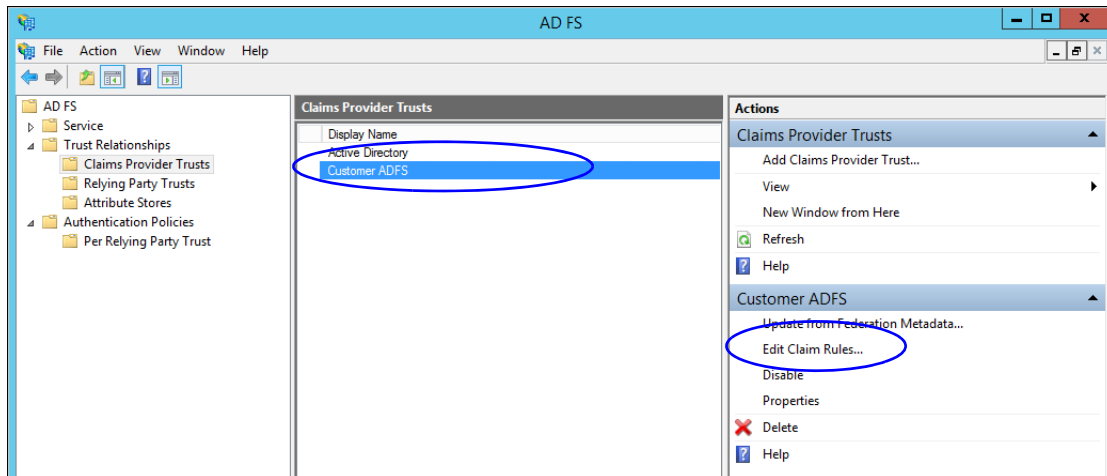 AD FS
File Action View Window Help
AD FS
Service
Trust Relationships
Claims Provider Trusts
Relying Party Trusts
Attribute Stores
Authentication Policies
Per Relying Party Trust
Claims Provider Trusts
Display Name
Active Directory
Customer ADFS
Actions
Claims Provider Trusts
Add Claims Provider Trust...
View
New Window from Here
Refresh
Help
Customer ADFS
Update from Federation Metadata...
Edit Claim Rules...
Disable
Properties
Delete
Help